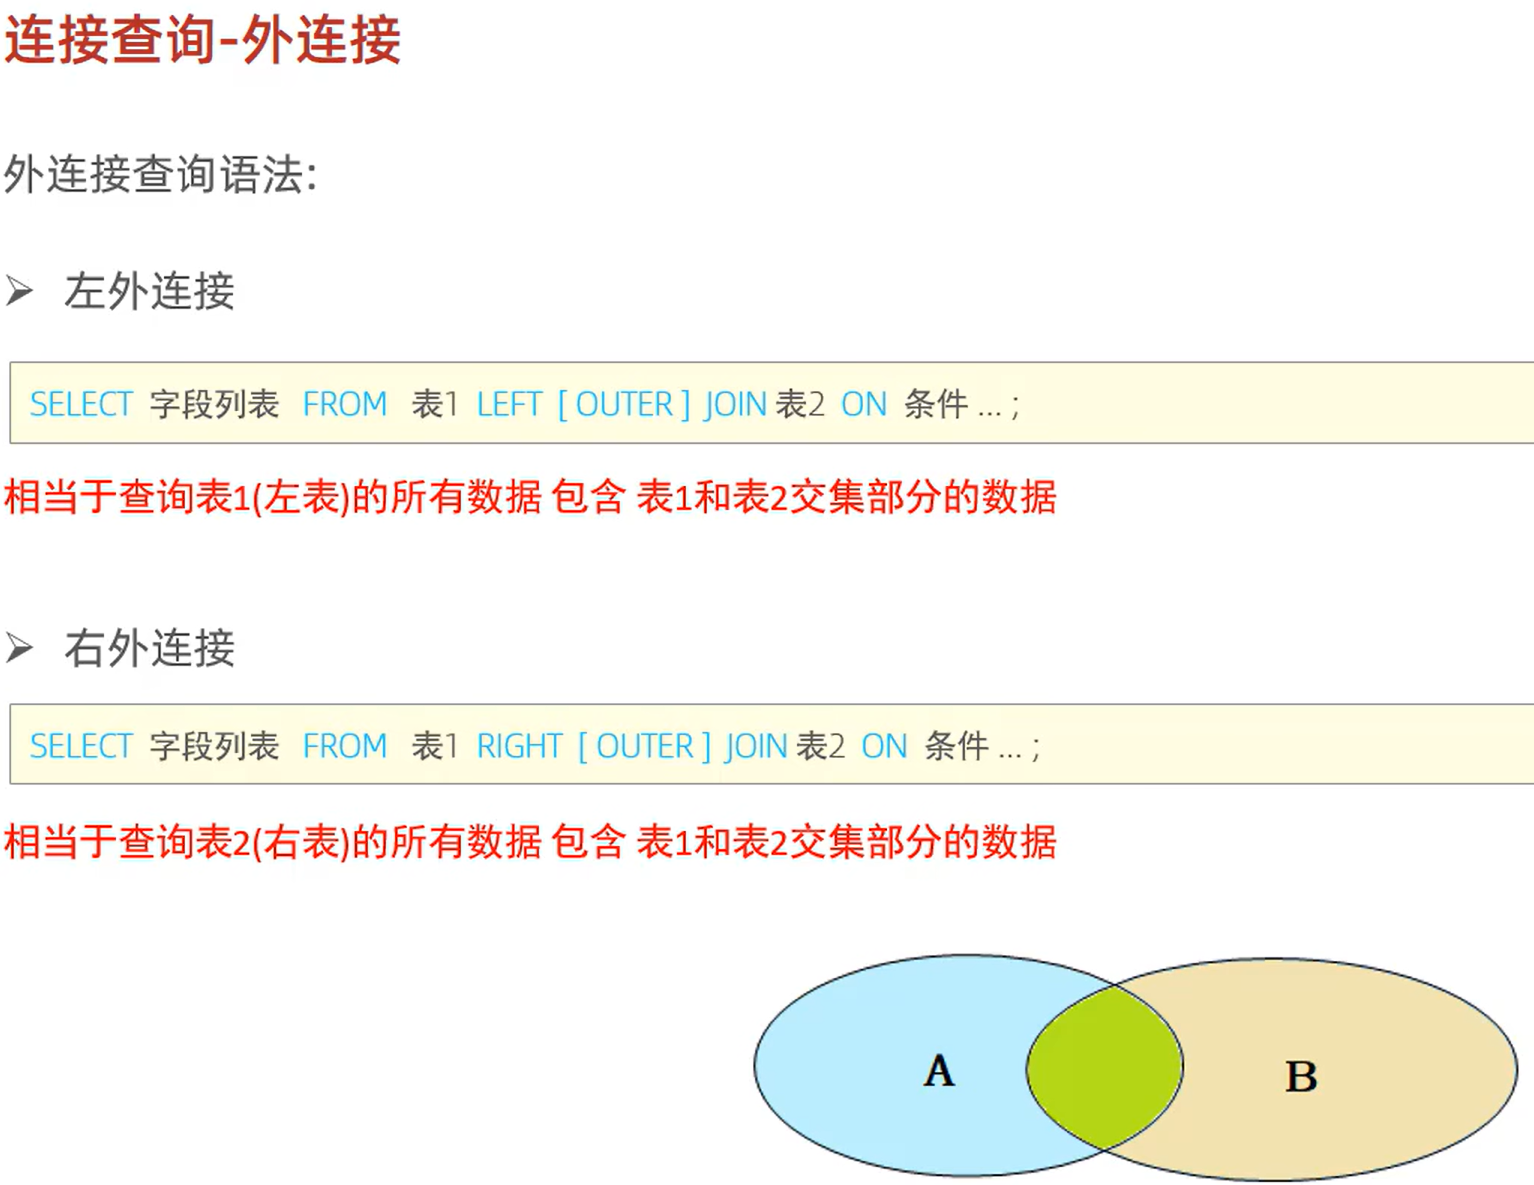 连接查询-外连接
外连接查询语法:
➢ 左外连接
SELECT 字段列表 FROM 表1 LEFT [ OUTER ] JOIN 表2 ON 条件 ... ;
相当于查询表1(左表)的所有数据 包含 表1和表2交集部分的数据
➢ 右外连接
SELECT 字段列表 FROM 表1 RIGHT [ OUTER ] JOIN 表2 ON 条件 ... ;
相当于查询表2(右表)的所有数据 包含 表1和表2交集部分的数据
A
B